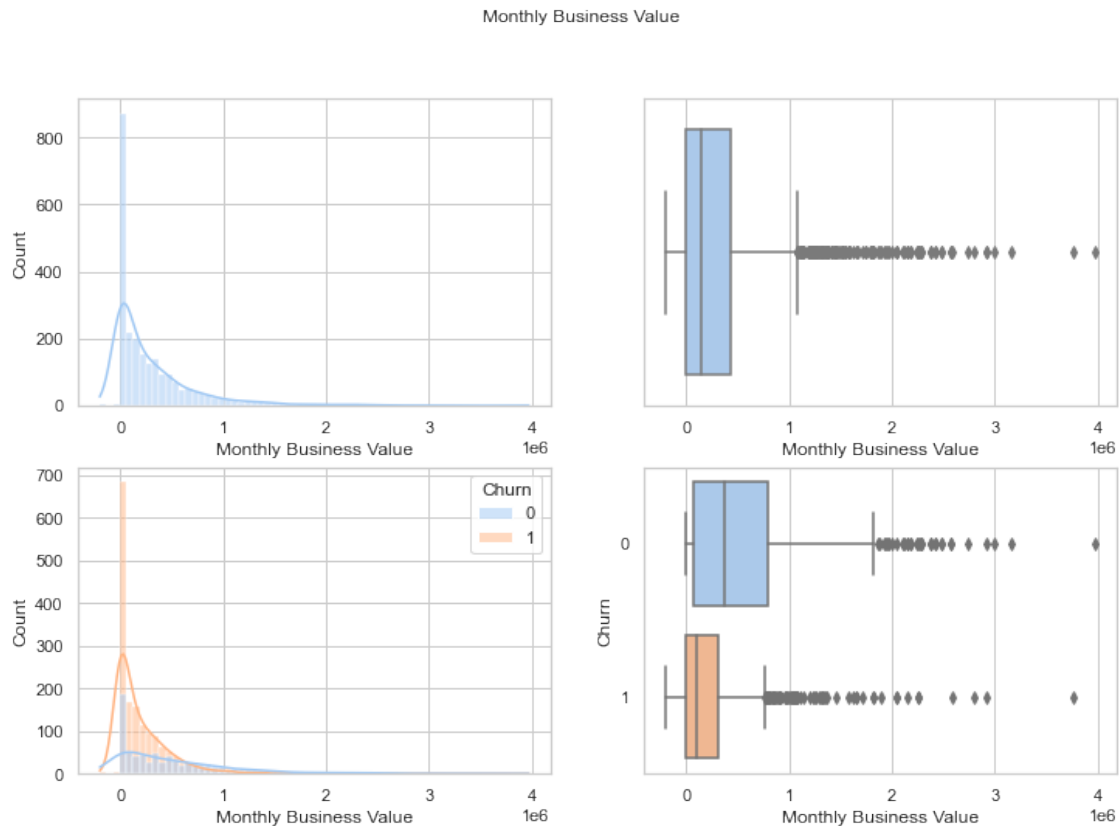 Monthly Business Value
800
600
400
200
0
Count
0 1 2 3 4
1e6
Monthly Business Value
0 1 2 3 4
1e6
Monthly Business Value
700
600
500
400
300
200
100
0
Count
Churn
0
1
0 1 2 3 4
1e6
Monthly Business Value
0
1
Churn
0 1 2 3 4
1e6
Monthly Business Value